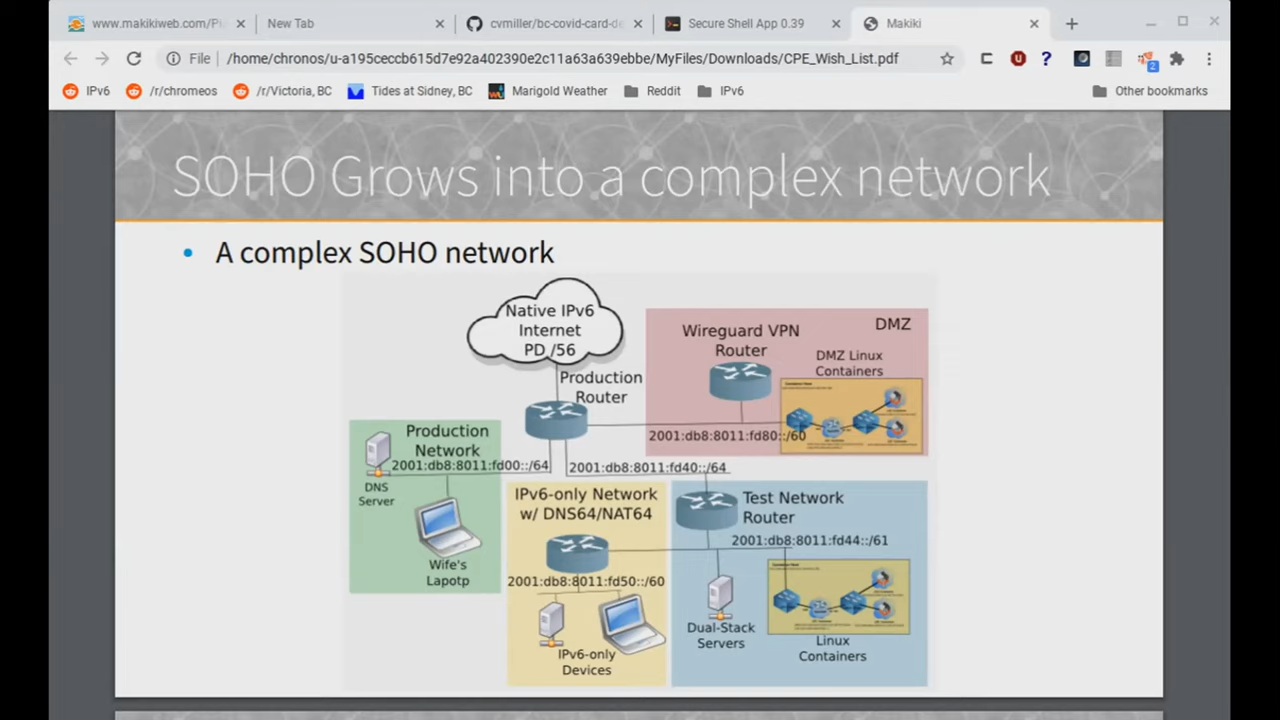 www.makikiweb.com/P
New Tab
cvmiller/bc-covid-card-de
Secure Shell App 0.39
Makiki
File
/home/chronos/u-a195ceccb615d7e92a402390e2c11a63a639ebbe/MyFiles/Downloads/CPE_Wish_List.pdf
2
IPv6
/r/chromeos
/r/Victoria, BC
Tides at Sidney, BC
Marigold Weather
Reddit
IPv6
Other bookmarks
SOHO Grows into a complex network
• A complex SOHO network
Native IPv6
Internet
PD /56
Production
Router
Wireguard VPN
Router
DMZ
DMZ Linux
Containers
2001:db8:8011:fd80::/60
Production
Network
2001:db8:8011:fd00::/64
DNS
Server
Wife's
Lapotp
2001:db8:8011:fd40::/64
IPv6-only Network
w/ DNS64/NAT64
2001:db8:8011:fd50::/60
IPv6-only
Devices
Test Network
Router
2001:db8:8011:fd44::/61
Dual-Stack
Servers
Linux
Containers